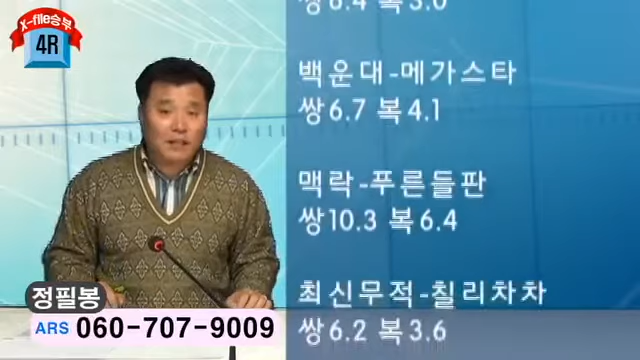 X-file승부
4R
쌍6.4 복3.0
백운대-메가스타
쌍6.7 복4.1
맥락-푸른들판
쌍10.3 복6.4
최신무적-칠리차차
쌍6.2 복3.6
정필봉
ARS 060-707-9009